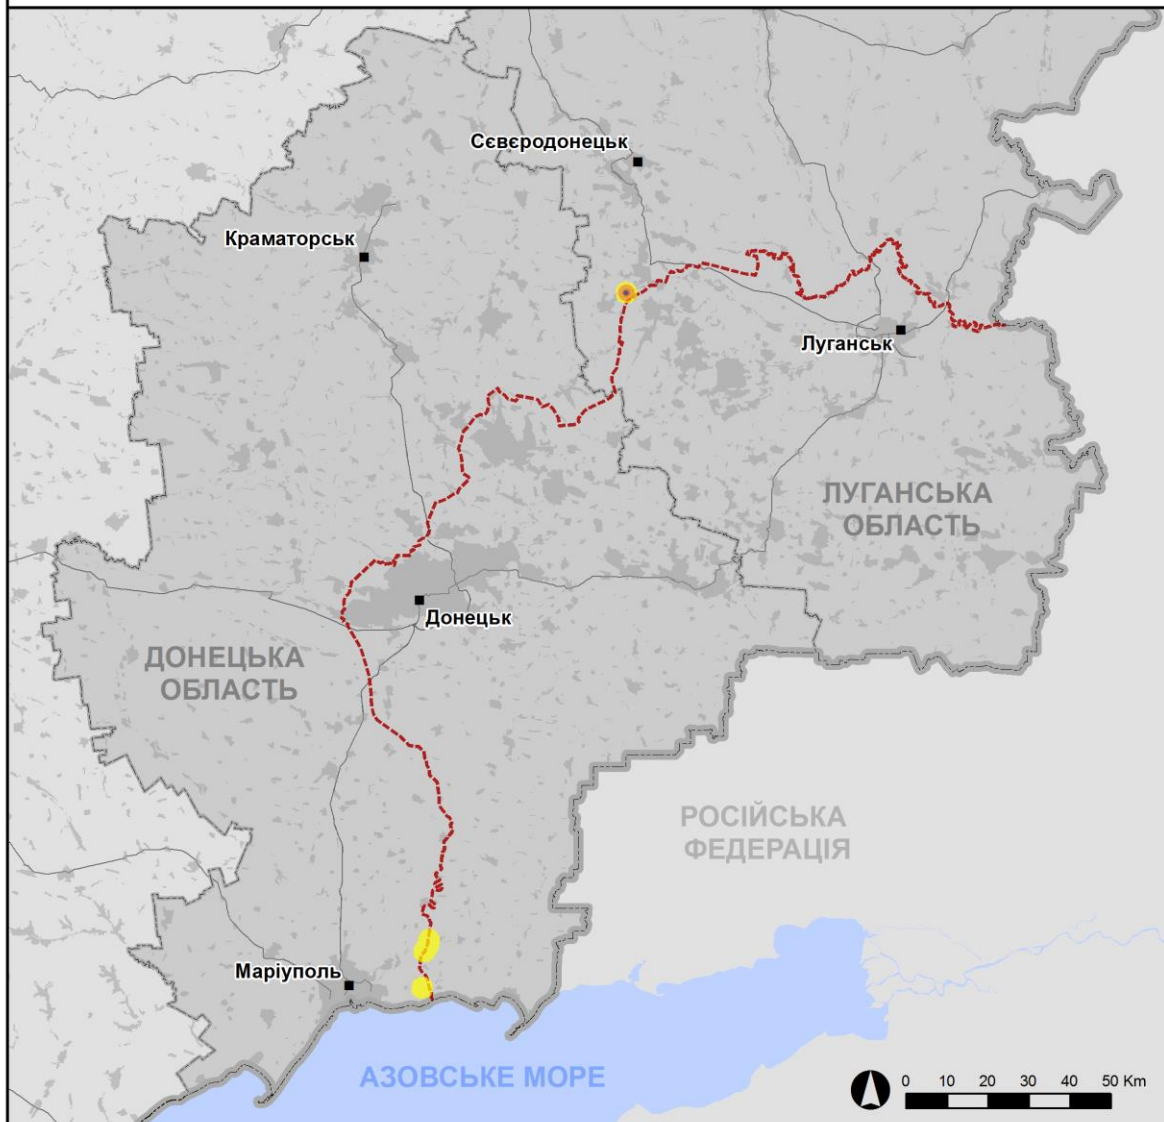 Сєвєродонецьк
Краматорськ
Луганськ
ЛУГАНСЬКА
ОБЛАСТЬ
Донецьк
ДОНЕЦЬКА
ОБЛАСТЬ
РОСІЙСЬКА
ФЕДЕРАЦІЯ
Маріуполь
АЗОВСЬКЕ МОРЕ
0 10 20 30 40 50 Km